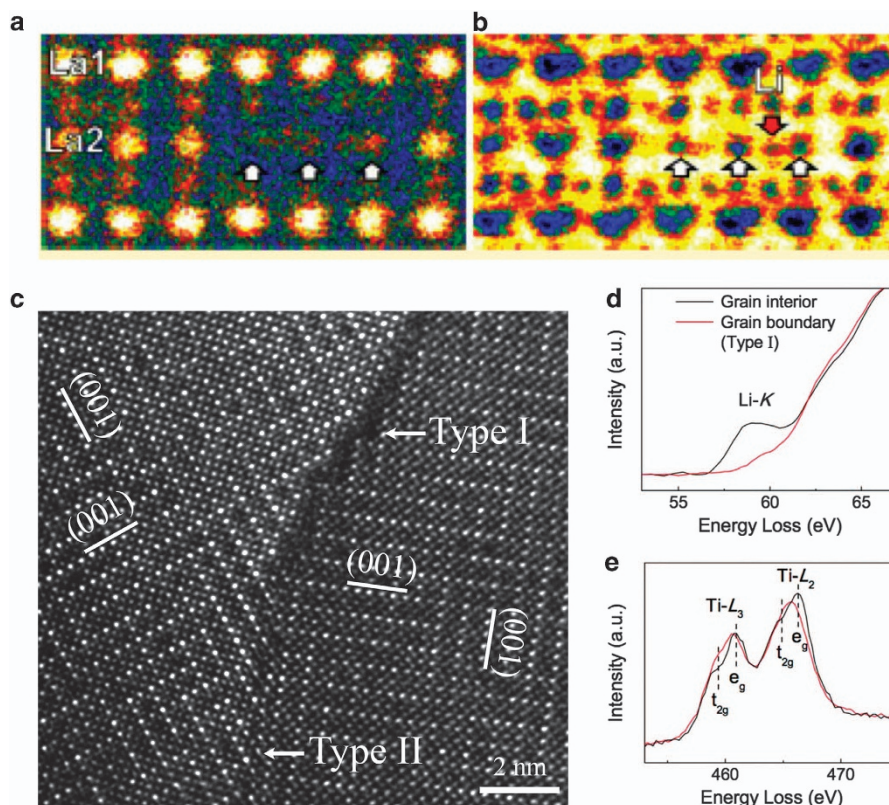 a
La1
La2
b
Li
c
(001)
(001)
Type I
(001)
(001)
Type II
2 nm
d
Grain interior
Grain boundary
(Type I)
Li-K
Intensity (a.u.)
55
60
65
Energy Loss (eV)
e
Ti-L₂
Ti-L₃
t₂g
eg
eg
t₂g
Intensity (a.u.)
460
470
Energy Loss (eV)